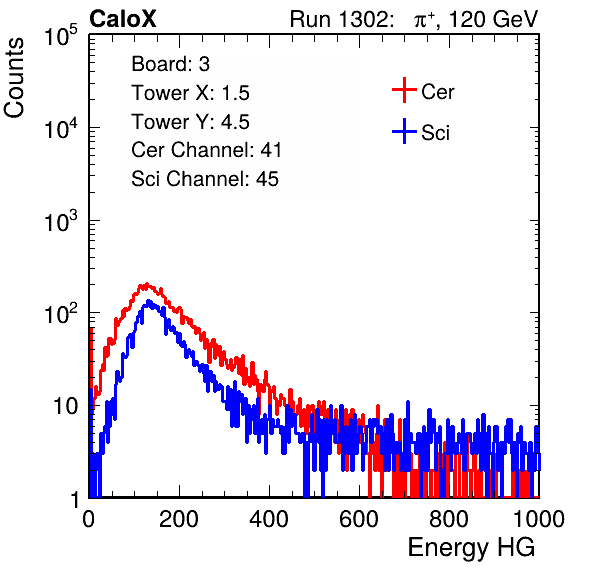 CaloX Run 1302: π⁺, 120 GeV
Counts
Board: 3
Tower X: 1.5
Tower Y: 4.5
Cer Channel: 41
Sci Channel: 45
Cer
Sci
10⁵
10⁴
10³
10²
10
1
0 200 400 600 800 1000
Energy HG